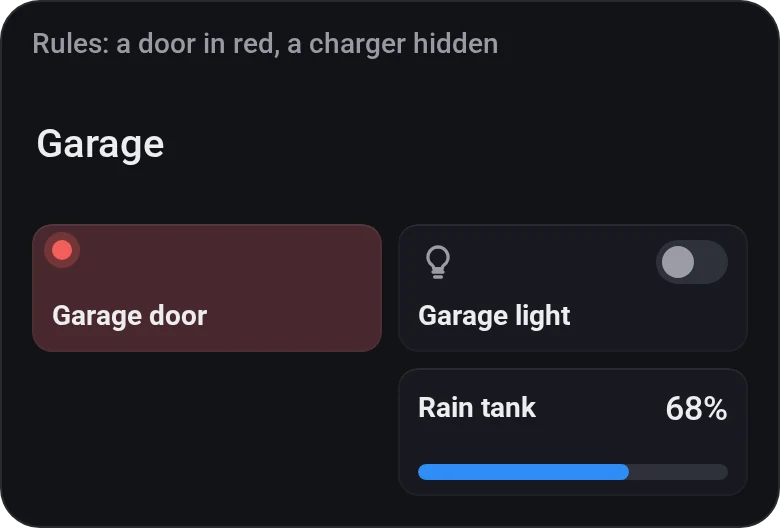 Rules: a door in red, a charger hidden
Garage
Garage door
Garage light
Rain tank
68%